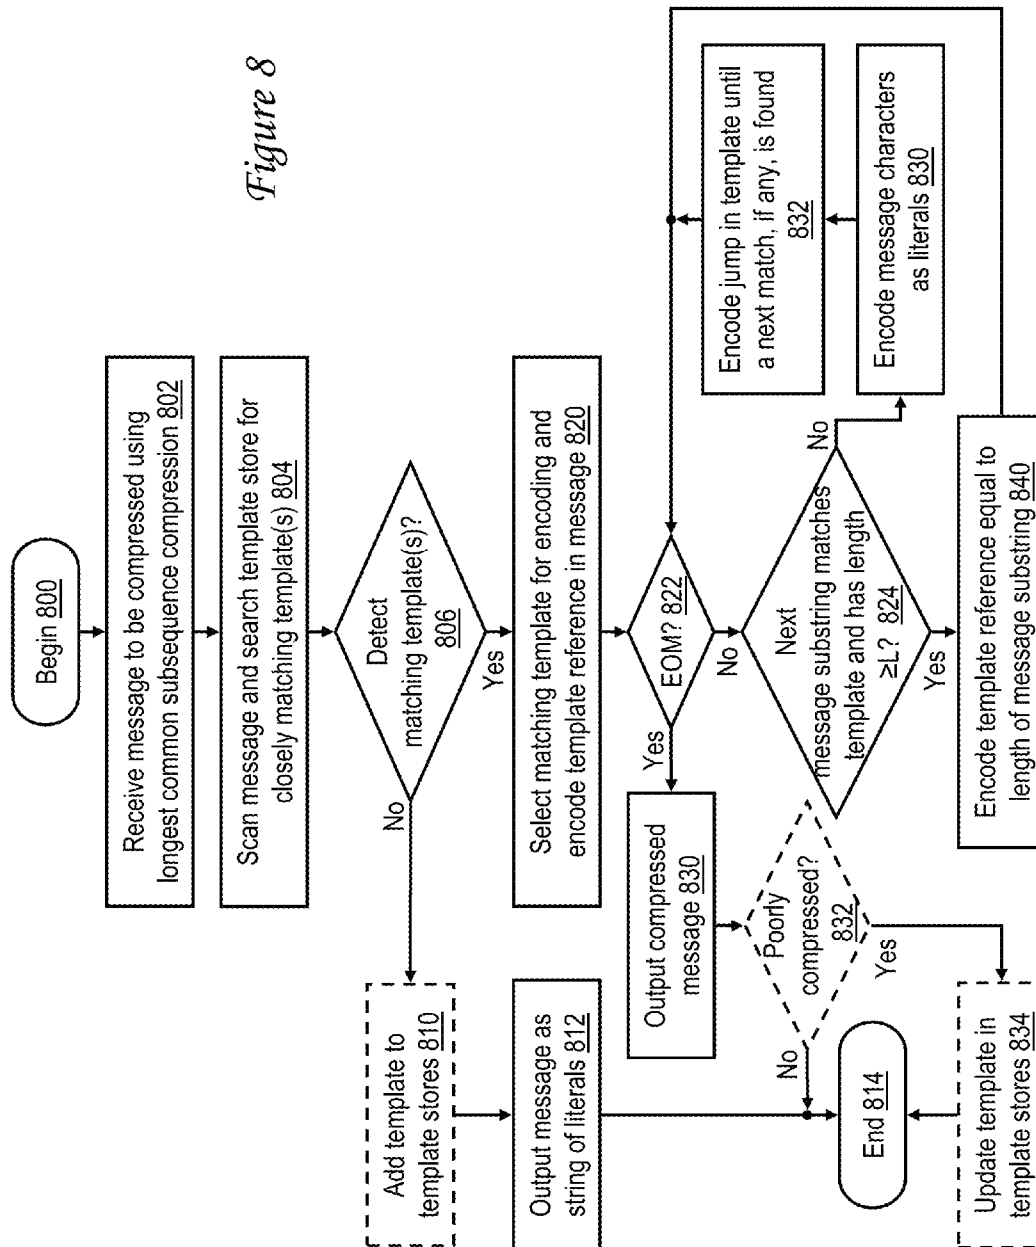 Figure 8
Begin 800
Receive message to be compressed using
longest common subsequence compression 802
Scan message and search template store for
closely matching template(s) 804
Detect
matching template(s)?
806
No
Yes
Add template to
template stores 810
Output message as
string of literals 812
Select matching template for encoding and
encode template reference in message 820
EOM? 822
Yes
No
Output compressed
message 830
Poorly
compressed?
832
No
Yes
End 814
Update template in
template stores 834
Next
message substring matches
template and has length
≥L? 824
No
Yes
Encode jump in template until
a next match, if any, is found
832
Encode message characters
as literals 830
Encode template reference equal to
length of message substring 840